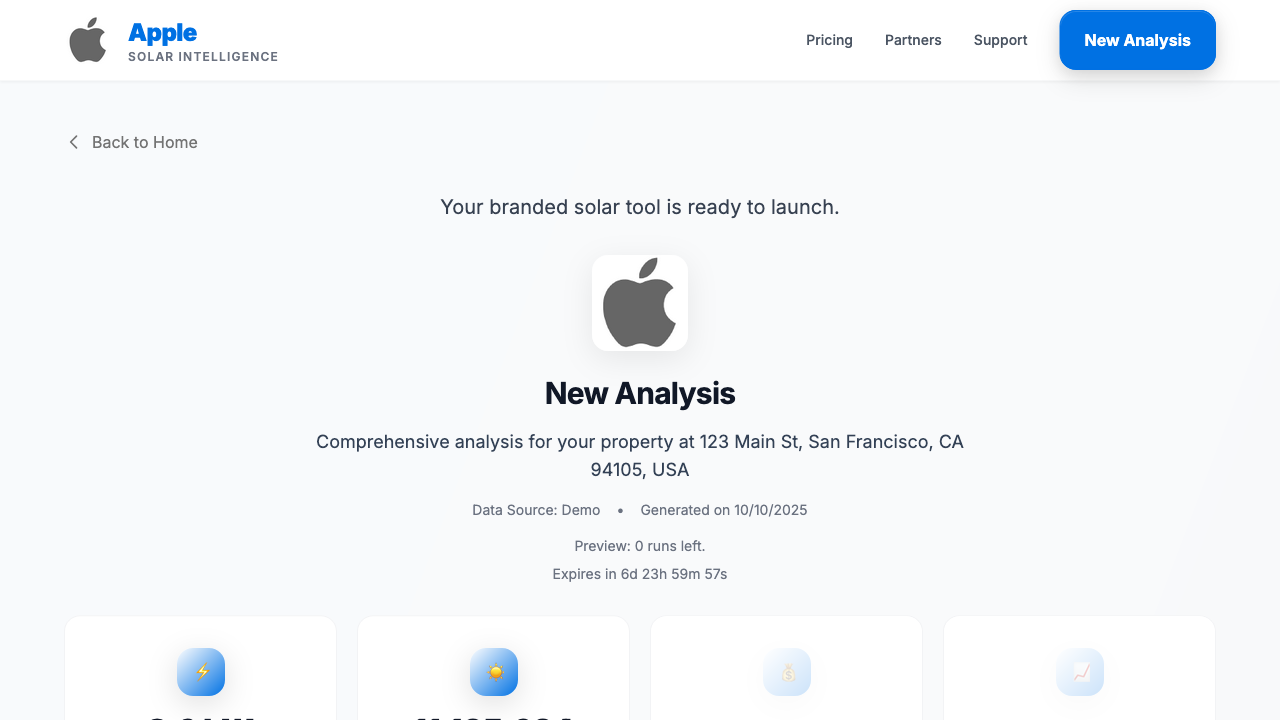 Apple
SOLAR INTELLIGENCE
Pricing
Partners
Support
New Analysis
Back to Home
Your branded solar tool is ready to launch.
New Analysis
Comprehensive analysis for your property at 123 Main St, San Francisco, CA
94105, USA
Data Source: Demo • Generated on 10/10/2025
Preview: 0 runs left.
Expires in 6d 23h 59m 57s